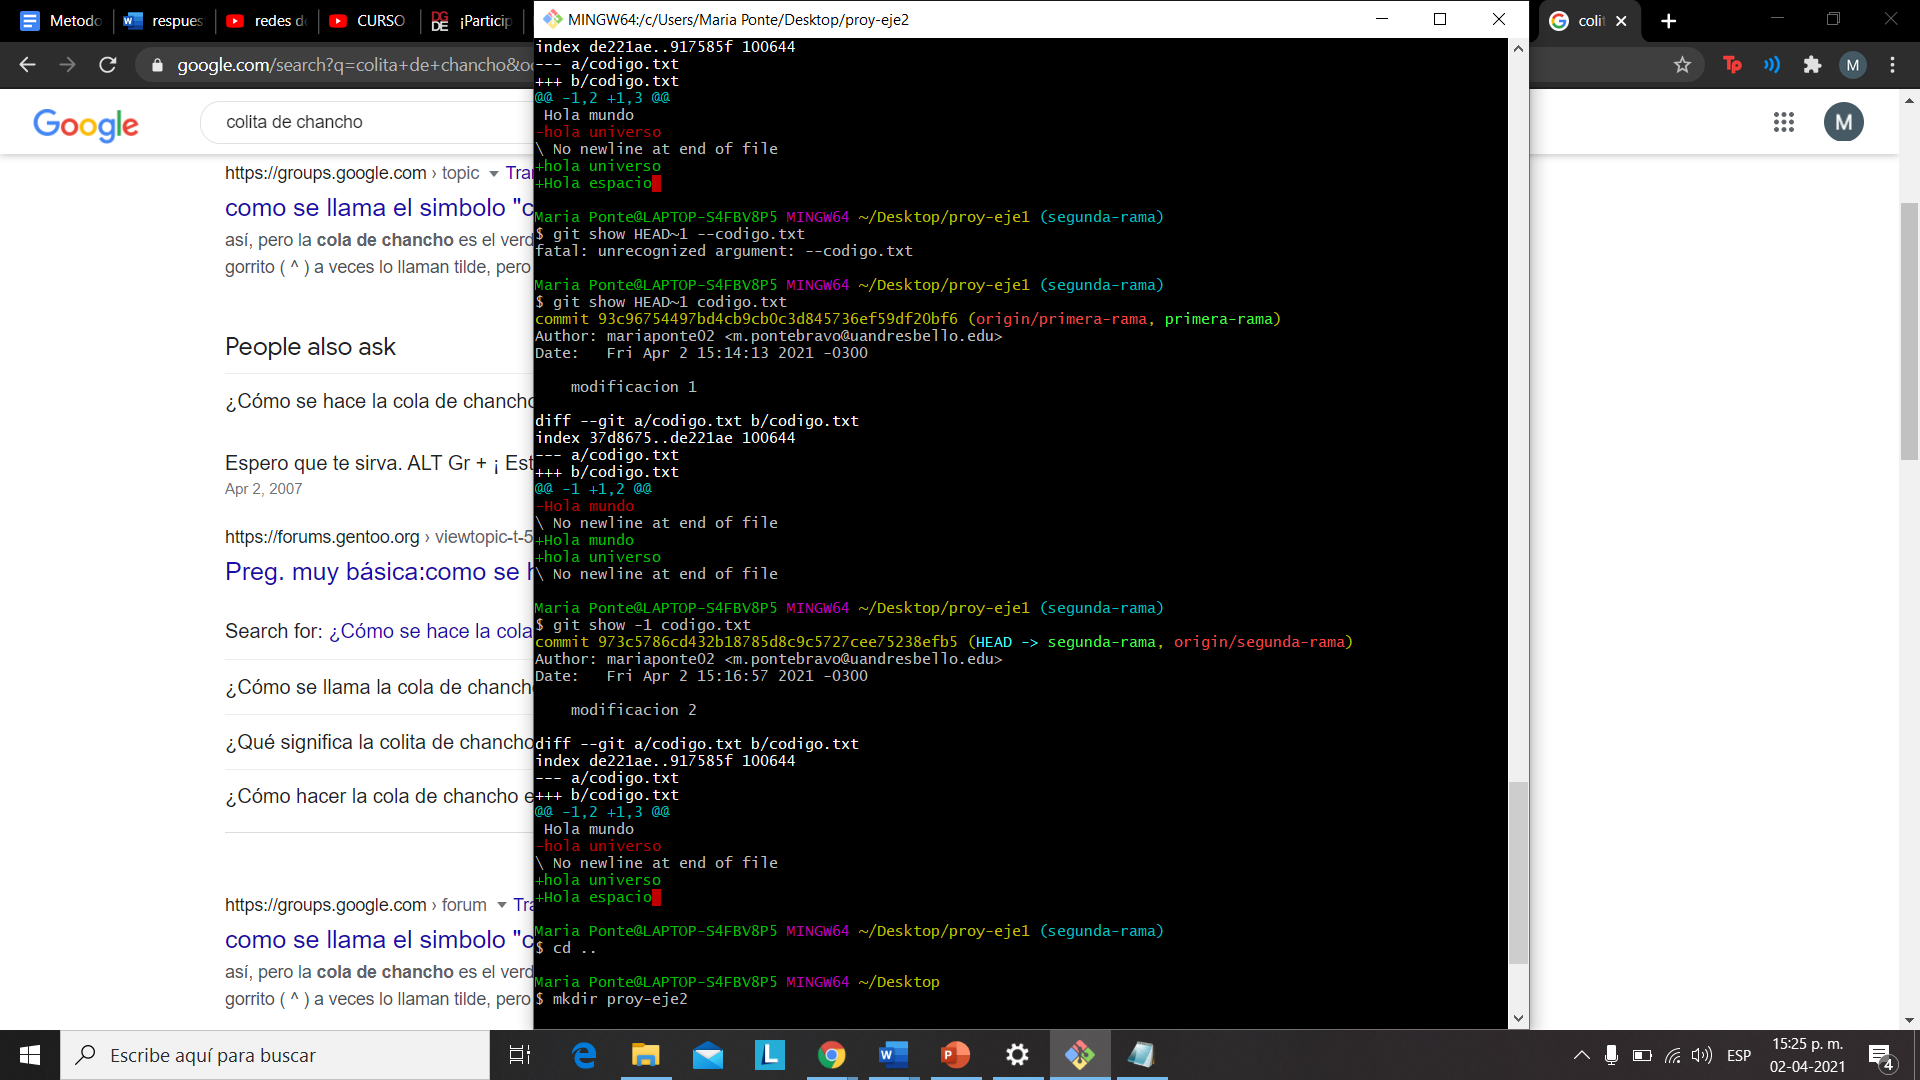 Metodo
respues
redes d
CURSO
¡Particip
MINGW64:/c/Users/Maria Ponte/Desktop/proy-eje2
coli
google.com/search?q=colita+de+chancho&o
Tp
M
Google
colita de chancho
M
https://groups.google.com › topic Tra
como se llama el simbolo "c
así, pero la cola de chancho es el verd
gorrito ( ^ ) a veces lo llaman tilde, pero
People also ask
¿Cómo se hace la cola de chancho
Espero que te sirva. ALT Gr + ¡ Est
Apr 2, 2007
https://forums.gentoo.org › viewtopic-t-5
Preg. muy básica:como se h
Search for: ¿Cómo se hace la cola
¿Cómo se llama la cola de chanch
¿Qué significa la colita de chancho
¿Cómo hacer la cola de chancho e
https://groups.google.com › forum Tra
como se llama el simbolo "c
así, pero la cola de chancho es el verd
gorrito ( ^ ) a veces lo llaman tilde, pero
index de221ae..917585f 100644
--- a/codigo.txt
+++ b/codigo.txt
@@ -1,2 +1,3 @@
Hola mundo
-hola universo
\ No newline at end of file
+hola universo
+Hola espacio
Maria Ponte@LAPTOP-S4FBV8P5 MINGW64 ~/Desktop/proy-eje1 (segunda-rama)
$ git show HEAD~1 --codigo.txt
fatal: unrecognized argument: --codigo.txt
Maria Ponte@LAPTOP-S4FBV8P5 MINGW64 ~/Desktop/proy-eje1 (segunda-rama)
$ git show HEAD~1 codigo.txt
commit 93c96754497bd4cb9cb0c3d845736ef59df20bf6 (origin/primera-rama, primera-rama)
Author: mariaponte02 <m.pontebravo@uandresbello.edu>
Date:   Fri Apr 2 15:14:13 2021 -0300
modificacion 1
diff --git a/codigo.txt b/codigo.txt
index 37d8675..de221ae 100644
--- a/codigo.txt
+++ b/codigo.txt
@@ -1 +1,2 @@
-Hola mundo
\ No newline at end of file
+Hola mundo
+hola universo
\ No newline at end of file
Maria Ponte@LAPTOP-S4FBV8P5 MINGW64 ~/Desktop/proy-eje1 (segunda-rama)
$ git show -1 codigo.txt
commit 973c5786cd432b18785d8c9c5727cee75238efb5 (HEAD -> segunda-rama, origin/segunda-rama)
Author: mariaponte02 <m.pontebravo@uandresbello.edu>
Date:   Fri Apr 2 15:16:57 2021 -0300
modificacion 2
diff --git a/codigo.txt b/codigo.txt
index de221ae..917585f 100644
--- a/codigo.txt
+++ b/codigo.txt
@@ -1,2 +1,3 @@
Hola mundo
-hola universo
\ No newline at end of file
+hola universo
+Hola espacio
Maria Ponte@LAPTOP-S4FBV8P5 MINGW64 ~/Desktop/proy-eje1 (segunda-rama)
$ cd ..
Maria Ponte@LAPTOP-S4FBV8P5 MINGW64 ~/Desktop
$ mkdir proy-eje2
Escribe aquí para buscar
ESP
15:25 p. m.
02-04-2021
4